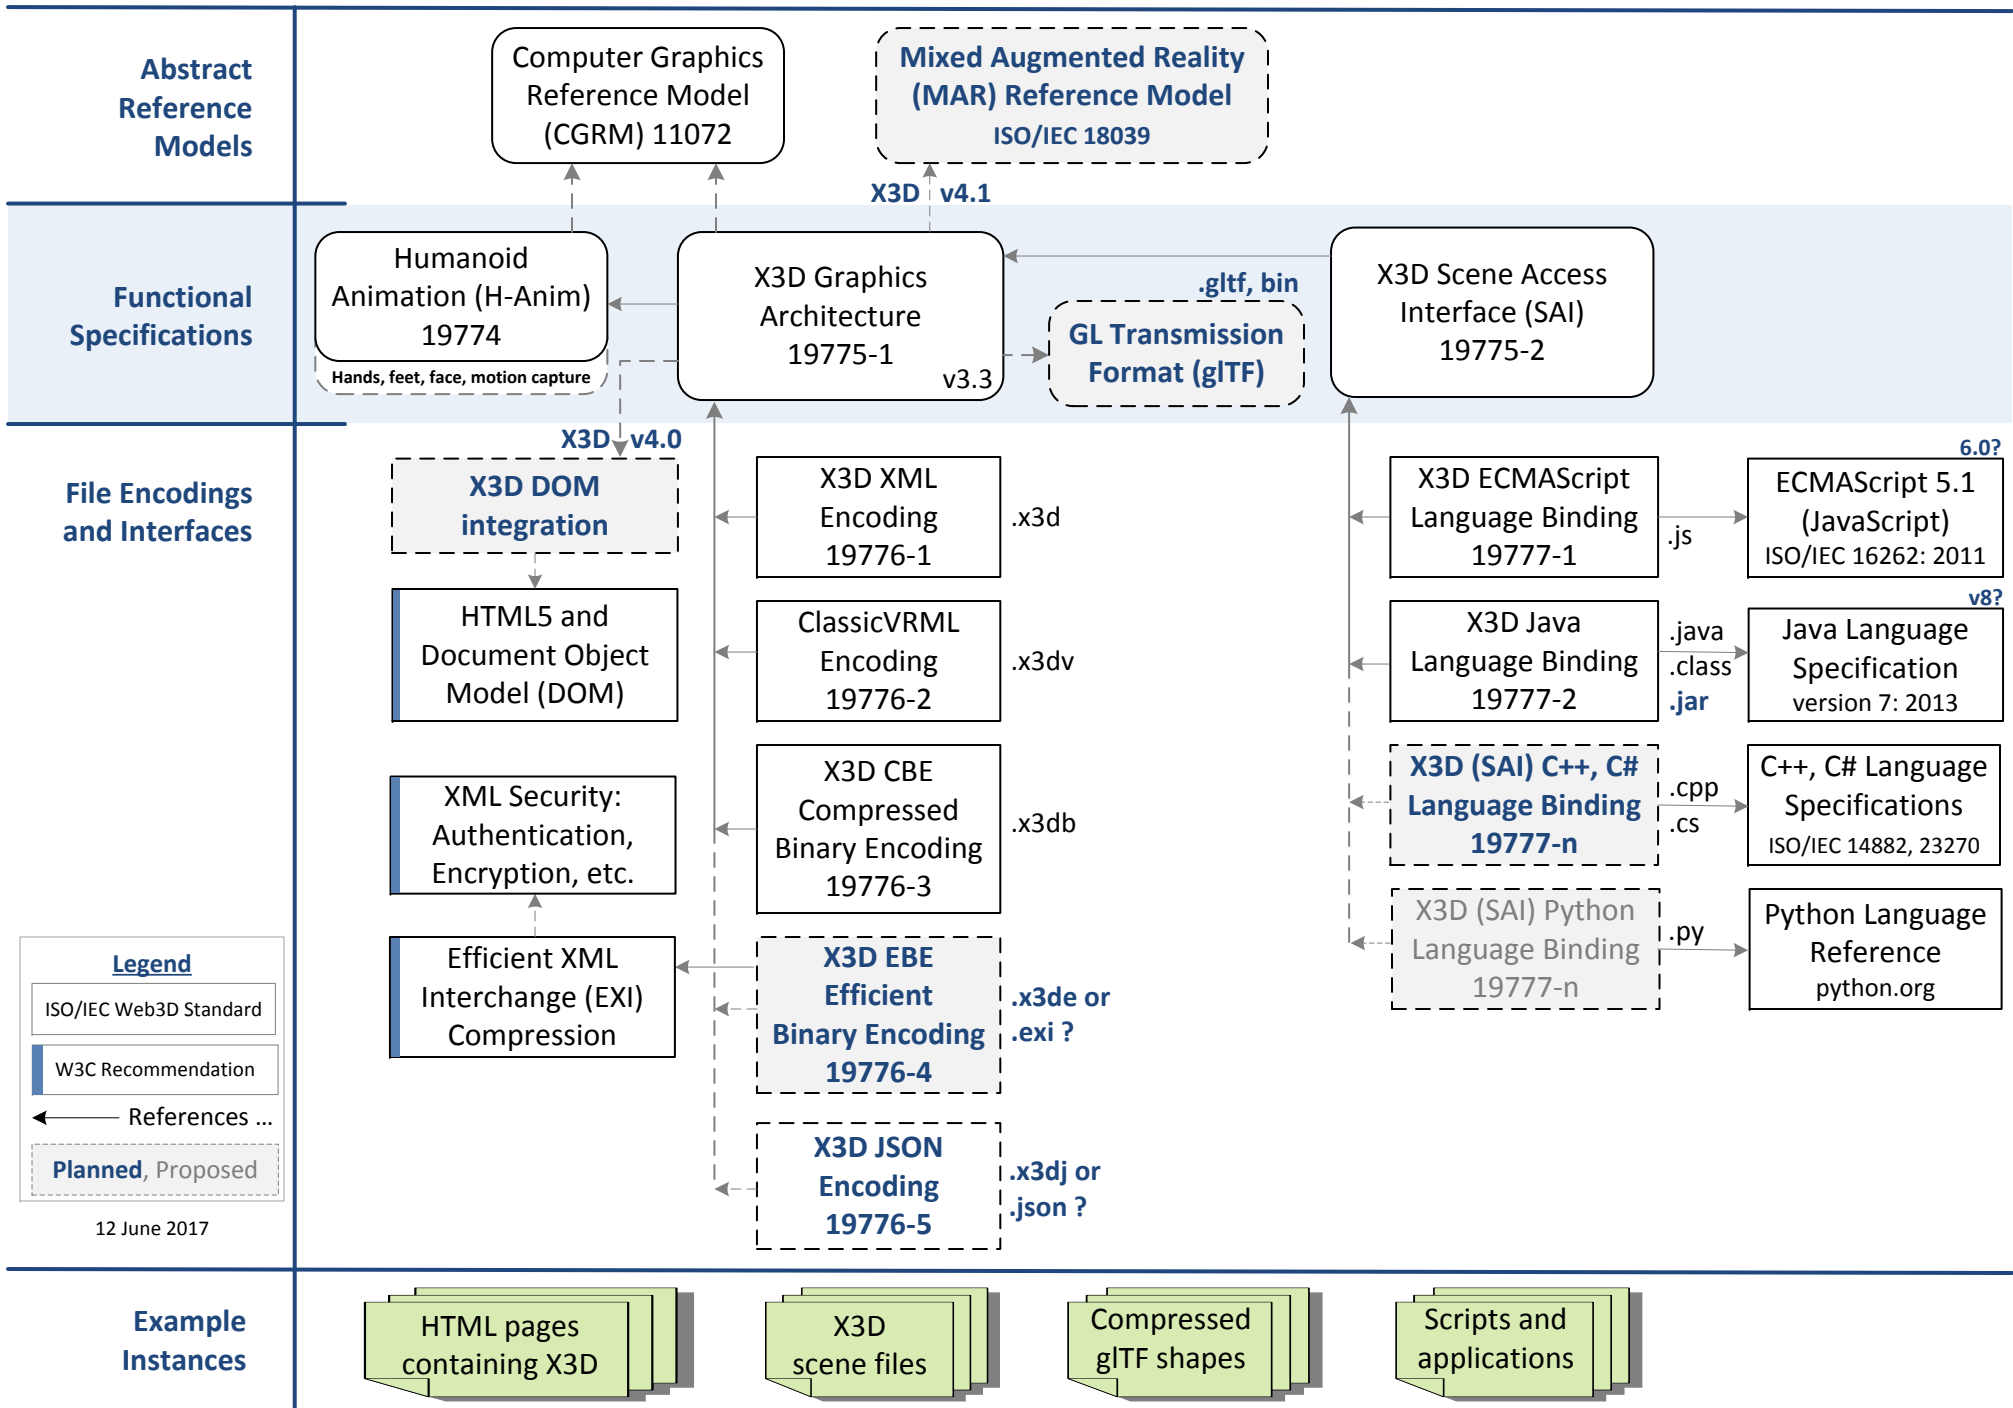 Abstract
Reference
Models
Computer Graphics
Reference Model
(CGRM) 11072
Mixed Augmented Reality
(MAR) Reference Model
ISO/IEC 18039
X3D v4.1
Functional
Specifications
Humanoid
Animation (H-Anim)
19774
Hands, feet, face, motion capture
X3D Graphics
Architecture
19775-1
v3.3
.gltf, bin
GL Transmission
Format (glTF)
X3D Scene Access
Interface (SAI)
19775-2
File Encodings
and Interfaces
X3D v4.0
X3D DOM
integration
HTML5 and
Document Object
Model (DOM)
XML Security:
Authentication,
Encryption, etc.
Efficient XML
Interchange (EXI)
Compression
X3D XML
Encoding
19776-1
.x3d
ClassicVRML
Encoding
19776-2
.x3dv
X3D CBE
Compressed
Binary Encoding
19776-3
.x3db
X3D EBE
Efficient
Binary Encoding
19776-4
.x3de or
.exi ?
X3D JSON
Encoding
19776-5
.x3dj or
.json ?
X3D ECMAScript
Language Binding
19777-1
.js
6.0?
ECMAScript 5.1
(JavaScript)
ISO/IEC 16262: 2011
X3D Java
Language Binding
19777-2
.java
.class
.jar
v8?
Java Language
Specification
version 7: 2013
X3D (SAI) C++, C#
Language Binding
19777-n
.cpp
.cs
C++, C# Language
Specifications
ISO/IEC 14882, 23270
X3D (SAI) Python
Language Binding
19777-n
.py
Python Language
Reference
python.org
Legend
ISO/IEC Web3D Standard
W3C Recommendation
References ...
Planned, Proposed
12 June 2017
Example
Instances
HTML pages
containing X3D
X3D
scene files
Compressed
glTF shapes
Scripts and
applications